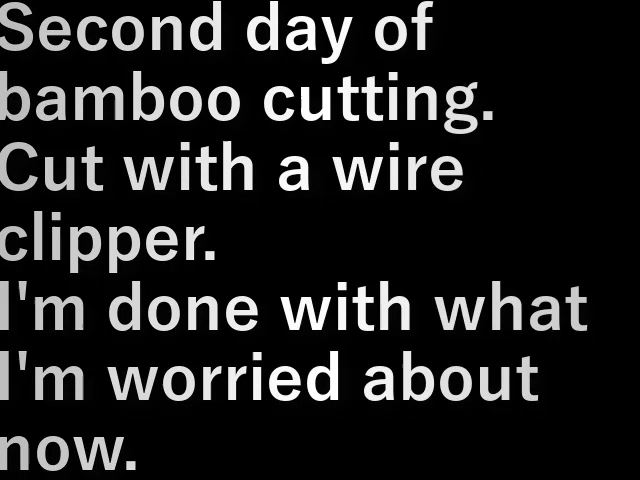 Second day of
bamboo cutting.
Cut with a wire
clipper.
I'm done with what
I'm worried about
now.